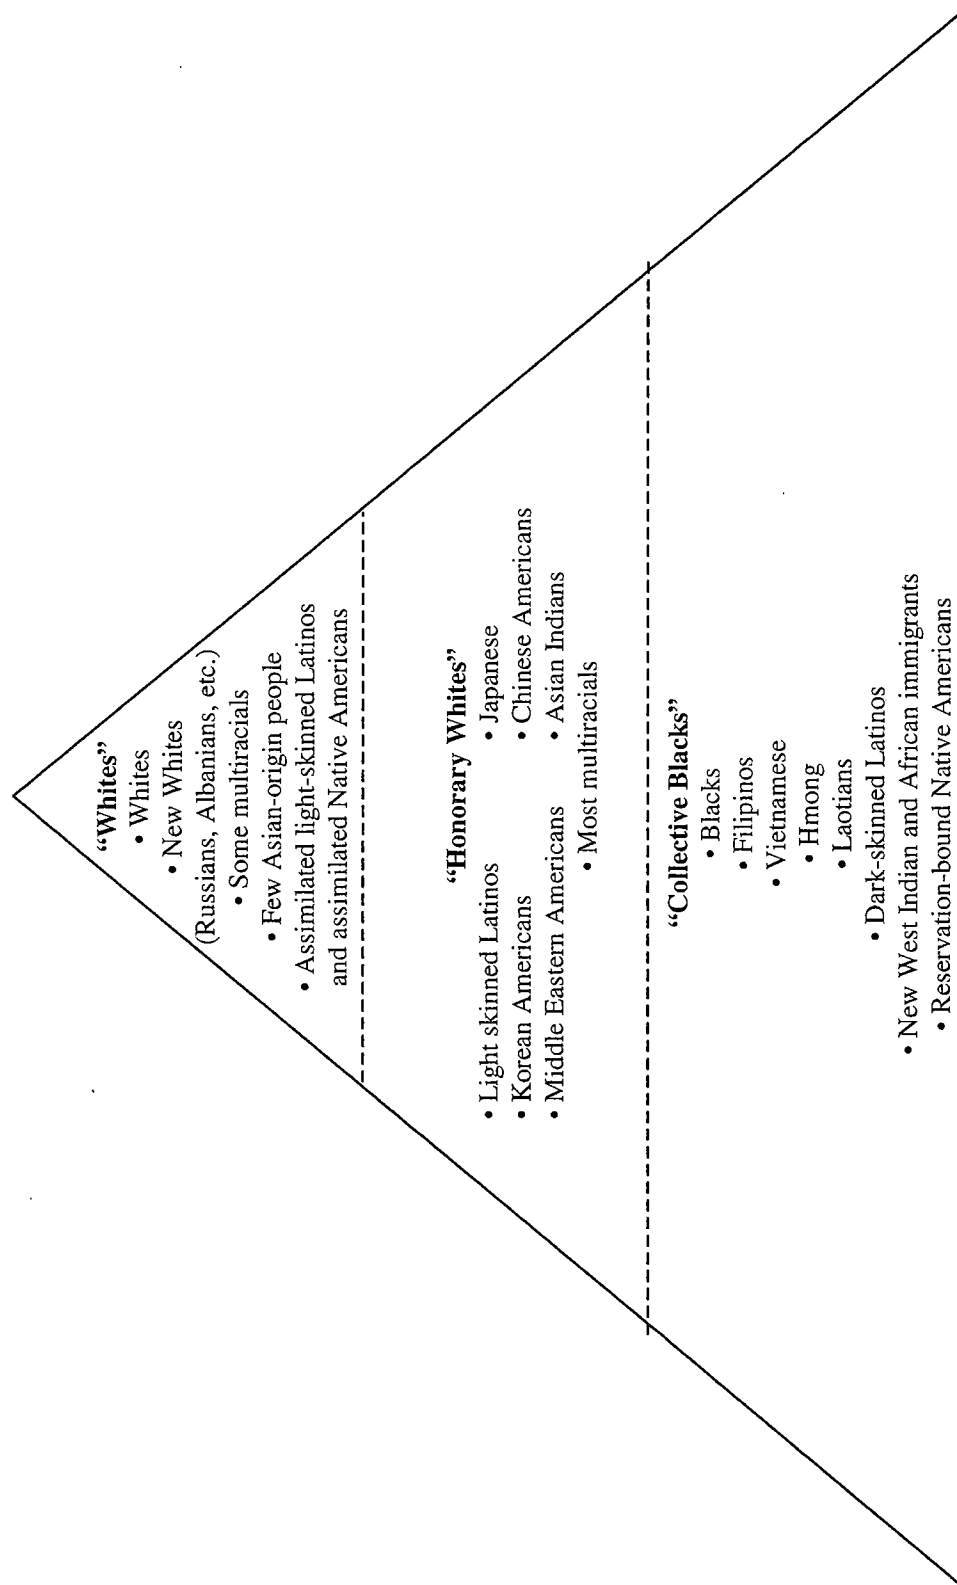 “Whites”
• Whites
• New Whites
(Russians, Albanians, etc.)
• Some multiracials
• Few Asian-origin people
• Assimilated light-skinned Latinos
and assimilated Native Americans
“Honorary Whites”
• Light skinned Latinos
• Japanese
• Korean Americans
• Chinese Americans
• Middle Eastern Americans
• Asian Indians
• Most multiracials
“Collective Blacks”
• Blacks
• Filipinos
• Vietnamese
• Hmong
• Laotians
• Dark-skinned Latinos
• New West Indian and African immigrants
• Reservation-bound Native Americans